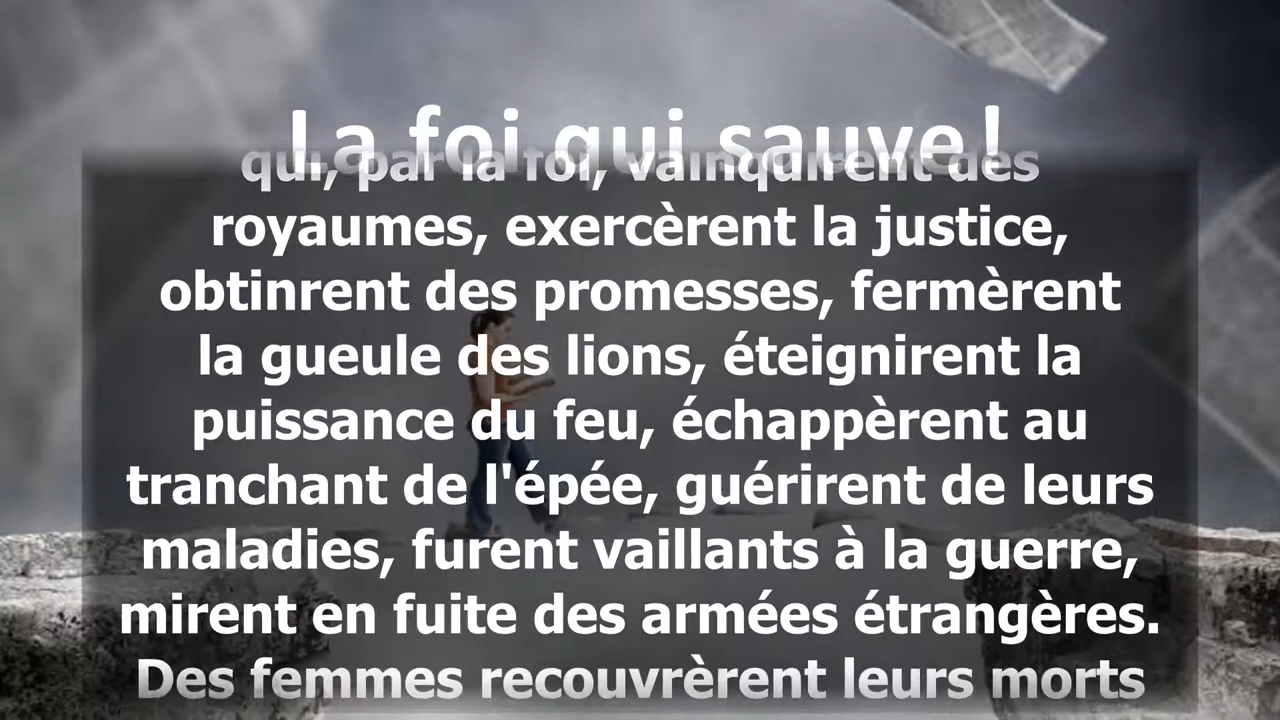 La foi qui sauve!
qui, par la foi, vainquirent des
royaumes, exercèrent la justice,
obtinrent des promesses, fermèrent
la gueule des lions, éteignirent la
puissance du feu, échappèrent au
tranchant de l'épée, guérirent de leurs
maladies, furent vaillants à la guerre,
mirent en fuite des armées étrangères.
Des femmes recouvrèrent leurs morts